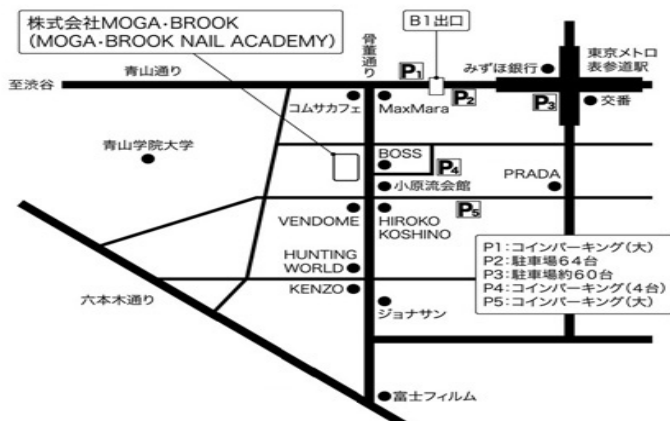 株式会社MOGA・BROOK
(MOGA・BROOK NAIL ACADEMY)
骨董通り
B1出口
東京メトロ
表参道駅
みずほ銀行
青山通り
至渋谷
P1
P2
P3
交番
コムサカフェ
MaxMara
青山学院大学
BOSS
P4
小原流会館
PRADA
P5
VENDOME
HIROKO
KOSHINO
HUNTING
WORLD
KENZO
六本木通り
ジョナサン
P1:コインパーキング(大)
P2:駐車場64台
P3:駐車場約60台
P4:コインパーキング(4台)
P5:コインパーキング(大)
富士フィルム